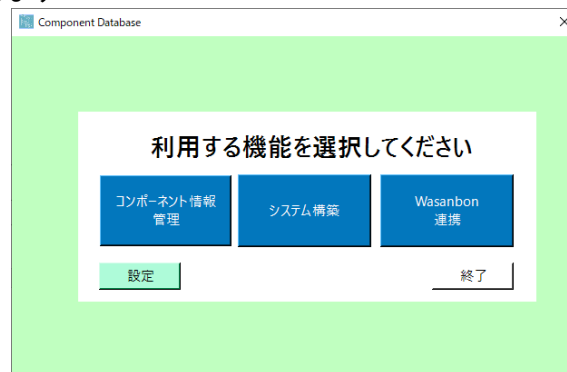 Component Database
利用する機能を選択してください
コンポーネント情報
管理
システム構築
Wasanbon
連携
設定
終了